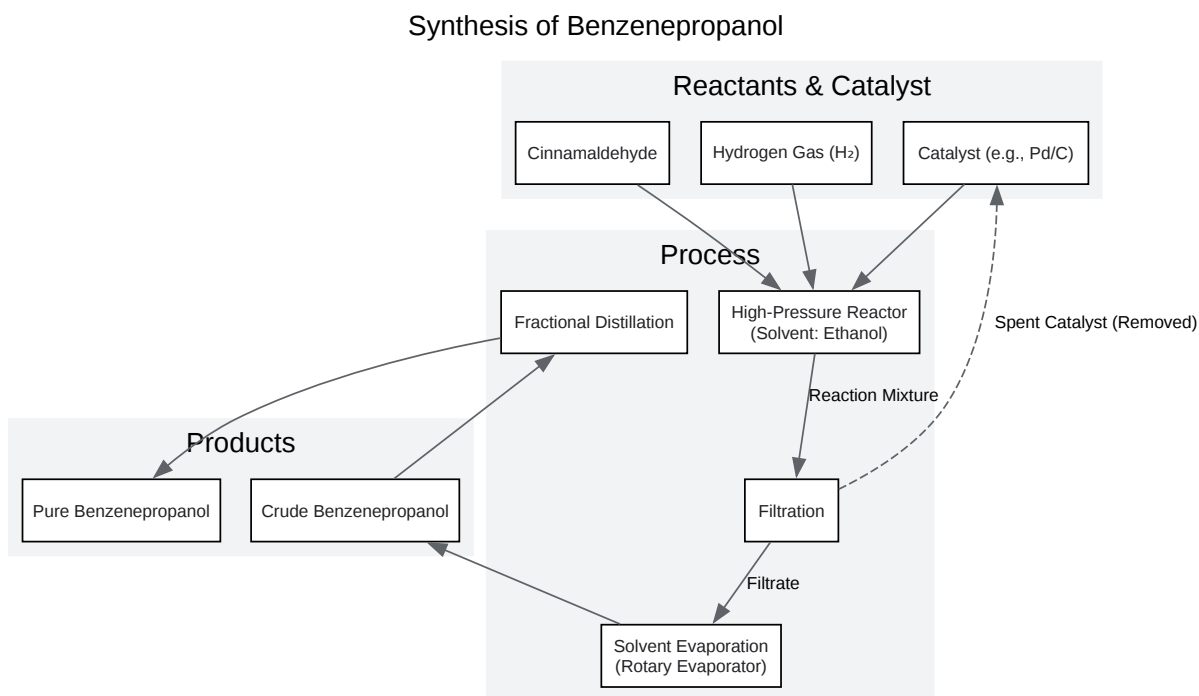 Synthesis of Benzenepropanol
Reactants & Catalyst
Cinnamaldehyde
Hydrogen Gas (H₂)
Catalyst (e.g., Pd/C)
Process
Fractional Distillation
High-Pressure Reactor
(Solvent: Ethanol)
Spent Catalyst (Removed)
Reaction Mixture
Products
Pure Benzenepropanol
Crude Benzenepropanol
Filtration
Filtrate
Solvent Evaporation
(Rotary Evaporator)